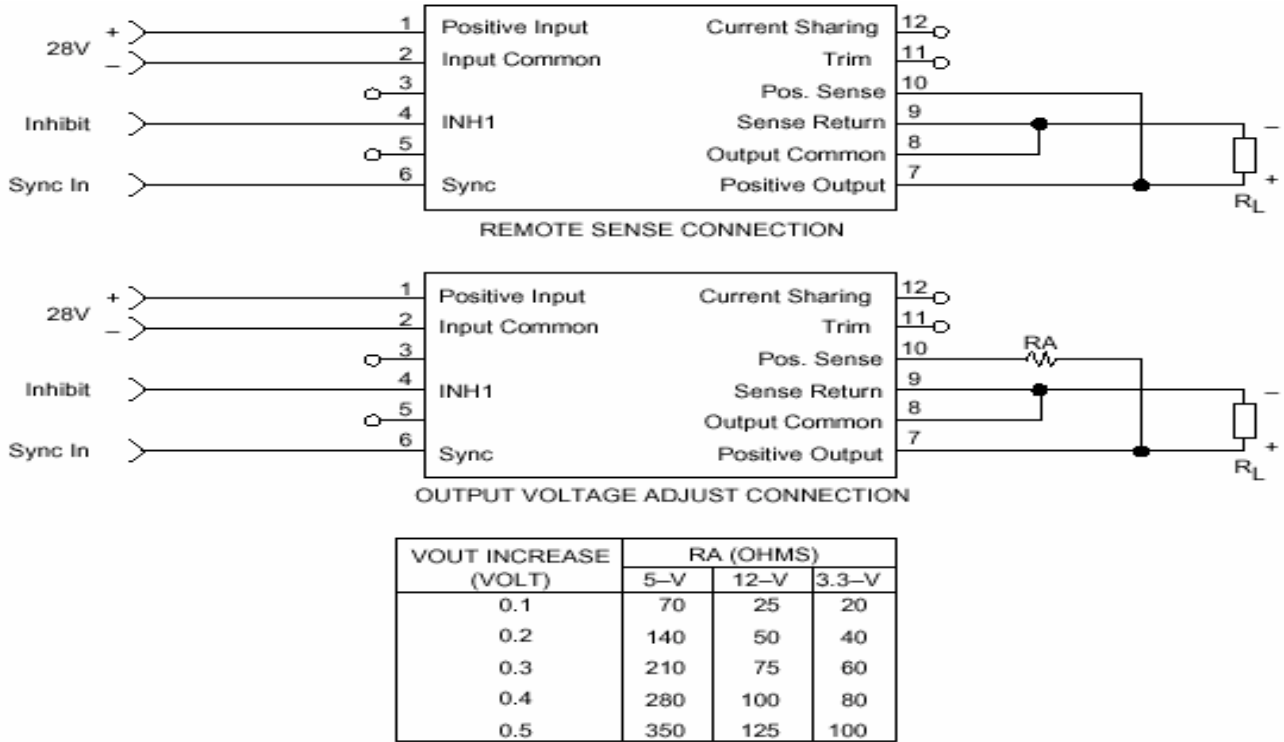 28V + 1 Positive Input Current Sharing 12
– 2 Input Common Trim 11
3 Pos. Sense 10
Inhibit 4 INH1 Sense Return 9 –
5 Output Common 8
Sync In 6 Sync Positive Output 7 +
RL
REMOTE SENSE CONNECTION
28V + 1 Positive Input Current Sharing 12
– 2 Input Common Trim 11
3 Pos. Sense 10 RA
Inhibit 4 INH1 Sense Return 9 –
5 Output Common 8
Sync In 6 Sync Positive Output 7 +
RL
OUTPUT VOLTAGE ADJUST CONNECTION
VOUT INCREASE RA (OHMS)
(VOLT) 5–V 12–V 3.3–V
0.1 70 25 20
0.2 140 50 40
0.3 210 75 60
0.4 280 100 80
0.5 350 125 100